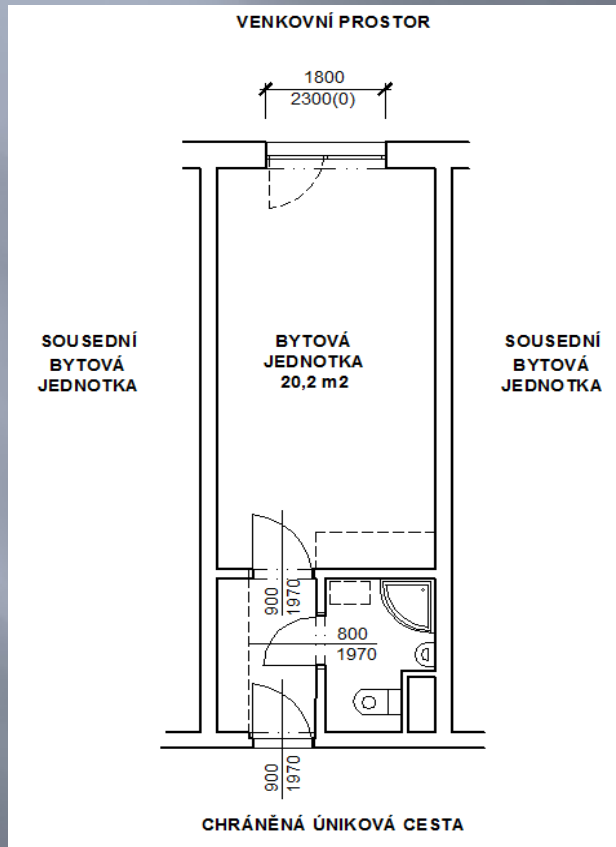 VENKOVNÍ PROSTOR
1800
2300(0)
SOUSEDNÍ
BYTOVÁ
JEDNOTKA
BYTOVÁ
JEDNOTKA
20,2 m2
SOUSEDNÍ
BYTOVÁ
JEDNOTKA
900
1970
800
1970
900
1970
CHRÁNĚNÁ ÚNIKOVÁ CESTA